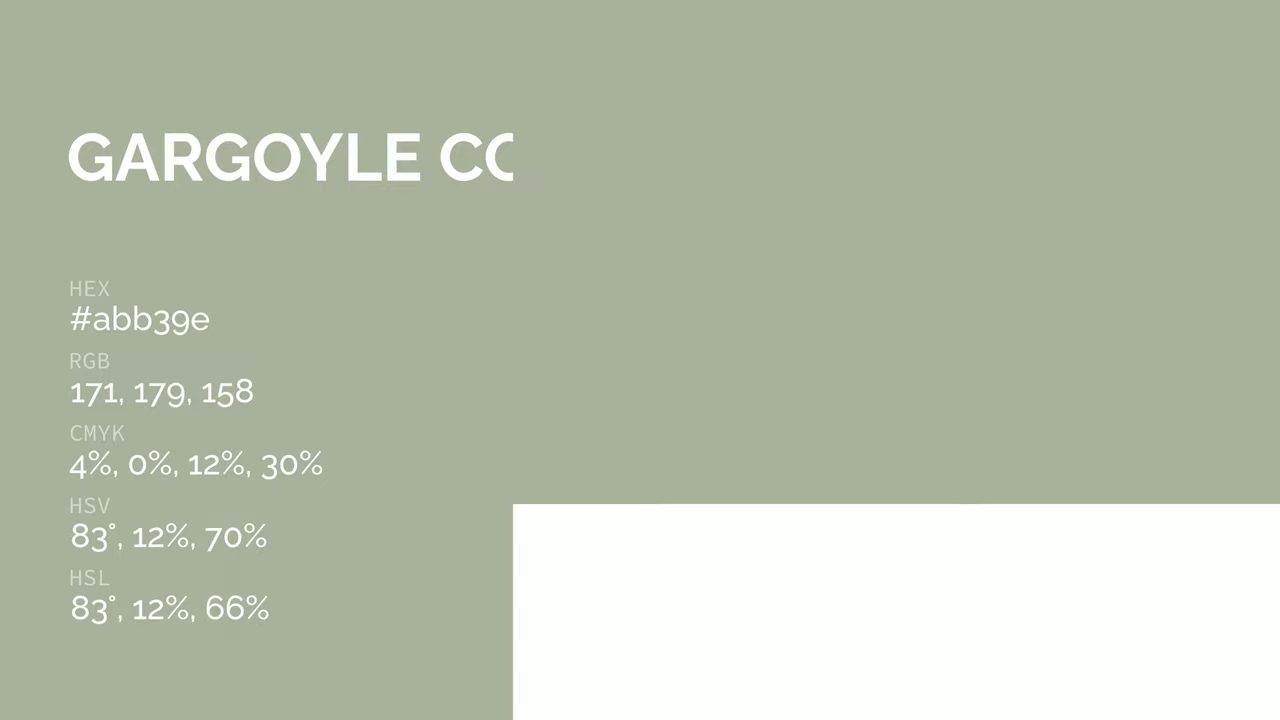 GARGOYLE
HEX
#abb39e
RGB
171, 179, 158
CMYK
4%, 0%, 12%, 30%
HSV
83°, 12%, 70%
HSL
83°, 12%, 66%